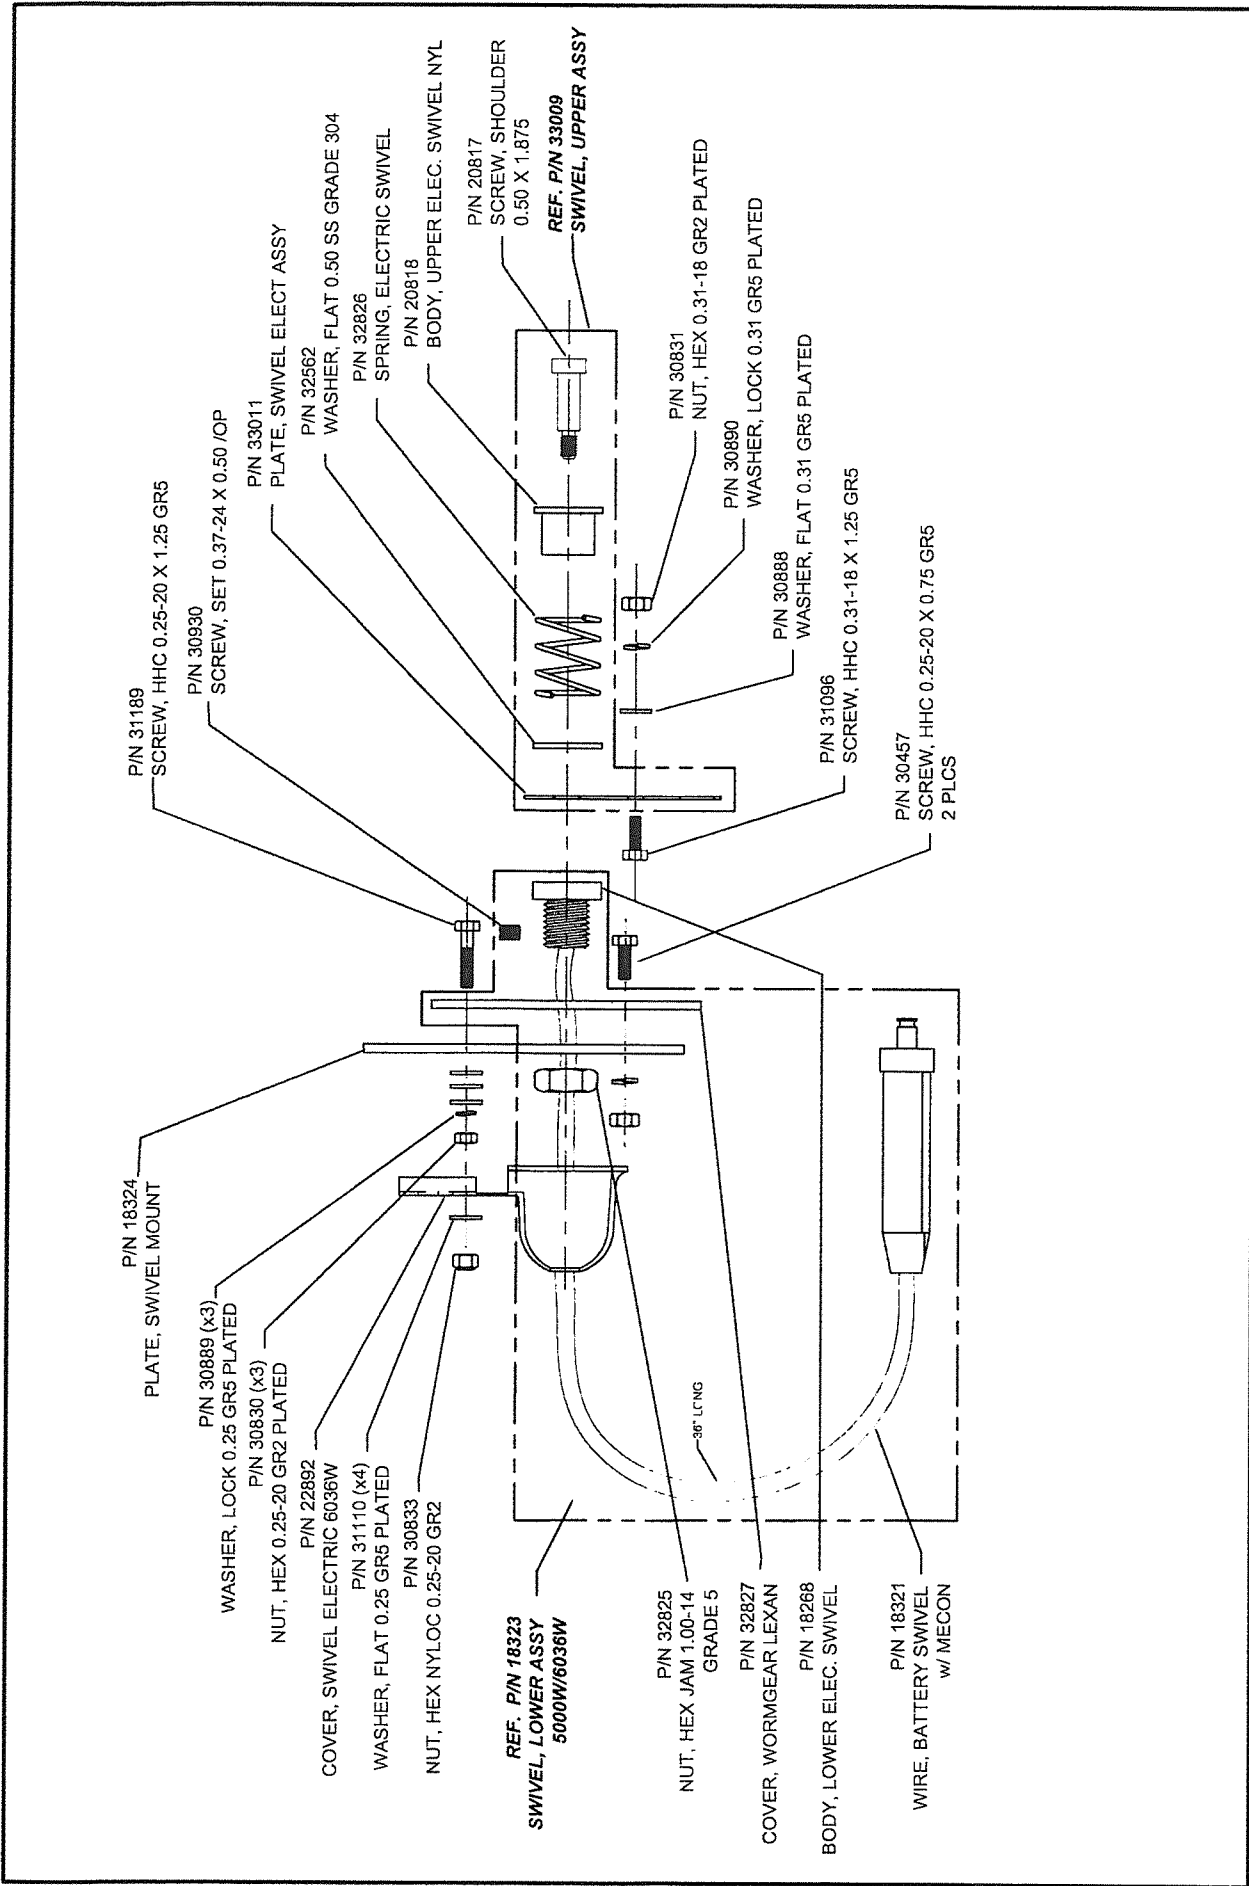 P/N 18324
PLATE, SWIVEL MOUNT
P/N 30889 (x3)
WASHER, LOCK 0.25 GR5 PLATED
P/N 30830 (x3)
NUT, HEX 0.25-20 GR2 PLATED
P/N 22892
COVER, SWIVEL ELECTRIC 6036W
P/N 31110 (x4)
WASHER, FLAT 0.25 GR5 PLATED
P/N 30833
NUT, HEX NYLOC 0.25-20 GR2
REF. P/N 18323
SWIVEL, LOWER ASSY
5000W/6036W
P/N 32825
NUT, HEX JAM 1.00-14
GRADE 5
P/N 32827
COVER, WORMGEAR LEXAN
P/N 18268
BODY, LOWER ELEC. SWIVEL
P/N 18321
WIRE, BATTERY SWIVEL
w/ MECON
36" LONG
P/N 31189
SCREW, HHC 0.25-20 X 1.25 GR5
P/N 30930
SCREW, SET 0.37-24 X 0.50 /OP
P/N 33011
PLATE, SWIVEL ELECT ASSY
P/N 32562
WASHER, FLAT 0.50 SS GRADE 304
P/N 32826
SPRING, ELECTRIC SWIVEL
P/N 20818
BODY, UPPER ELEC. SWIVEL NYL
P/N 20817
SCREW, SHOULDER
0.50 X 1.875
REF. P/N 33009
SWIVEL, UPPER ASSY
P/N 30831
NUT, HEX 0.31-18 GR2 PLATED
P/N 30890
WASHER, LOCK 0.31 GR5 PLATED
P/N 30888
WASHER, FLAT 0.31 GR5 PLATED
P/N 31096
SCREW, HHC 0.31-18 X 1.25 GR5
P/N 30457
SCREW, HHC 0.25-20 X 0.75 GR5
2 PLCS